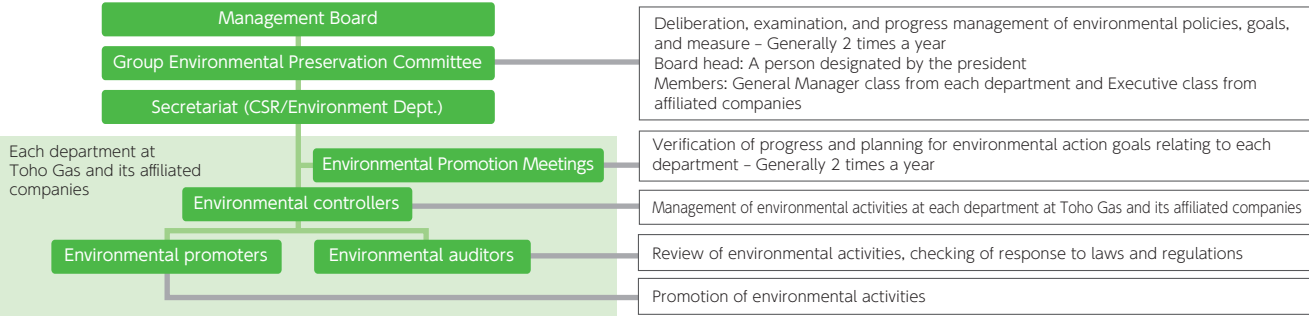 Management Board
Group Environmental Preservation Committee
Secretariat (CSR/Environment Dept.)
Deliberation, examination, and progress management of environmental policies, goals,
and measure – Generally 2 times a year
Board head: A person designated by the president
Members: General Manager class from each department and Executive class from
affiliated companies
Each department at
Toho Gas and its affiliated
companies
Environmental Promotion Meetings
Verification of progress and planning for environmental action goals relating to each
department – Generally 2 times a year
Environmental controllers
Management of environmental activities at each department at Toho Gas and its affiliated companies
Environmental promoters
Environmental auditors
Review of environmental activities, checking of response to laws and regulations
Promotion of environmental activities